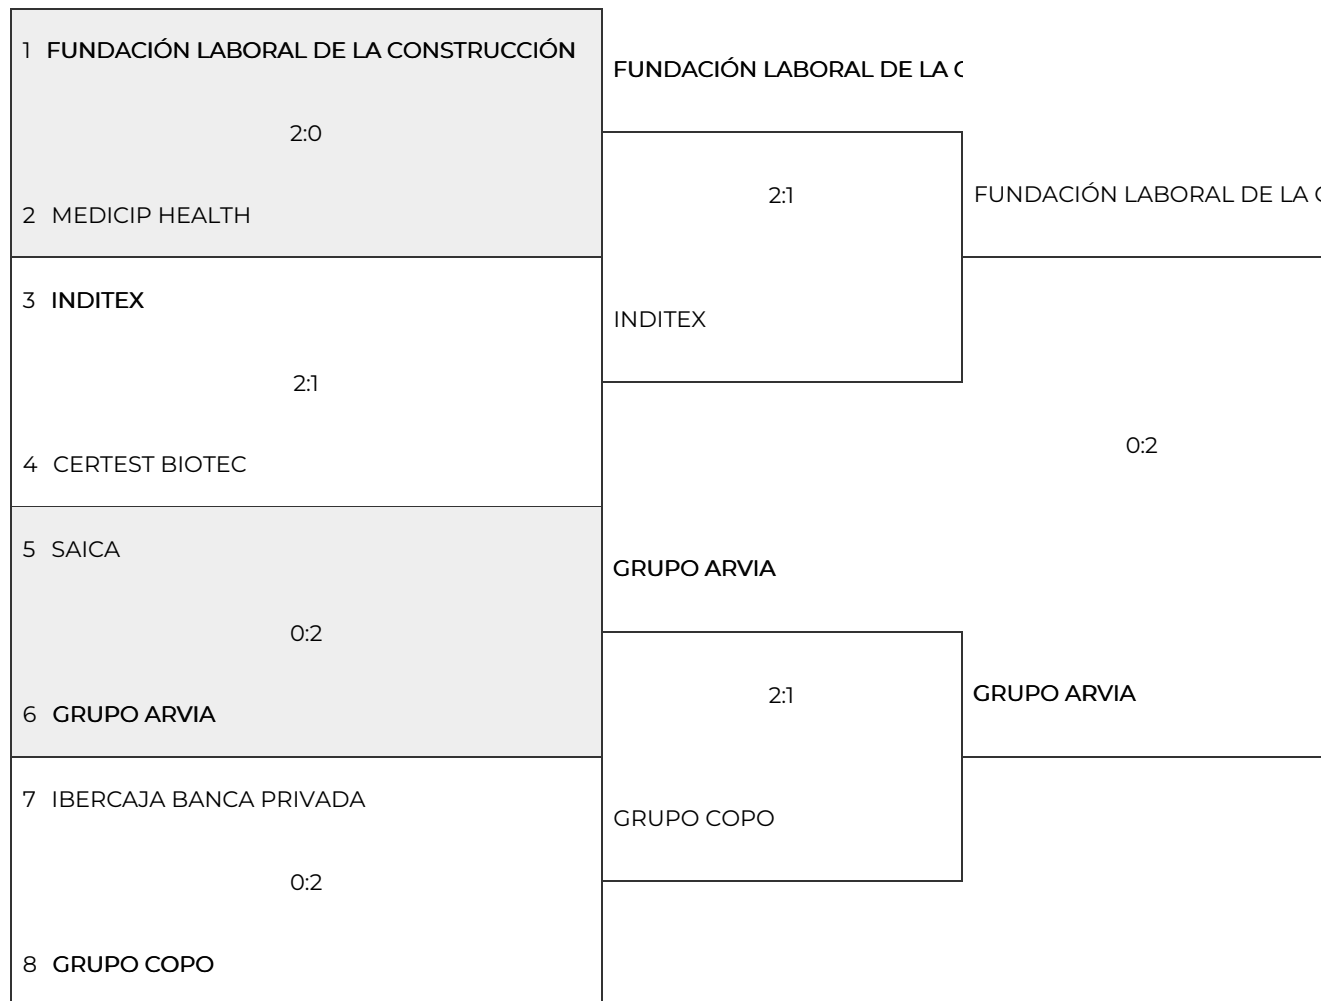 1 FUNDACIÓN LABORAL DE LA CONSTRUCCIÓN
2:0
2 MEDICIP HEALTH
3 INDITEX
2:1
4 CERTEST BIOTEC
5 SAICA
0:2
6 GRUPO ARVIA
7 IBERCAJA BANCA PRIVADA
0:2
8 GRUPO COPO
FUNDACIÓN LABORAL DE LA
2:1
INDITEX
GRUPO ARVIA
2:1
GRUPO COPO
FUNDACIÓN LABORAL DE LA
0:2
GRUPO ARVIA